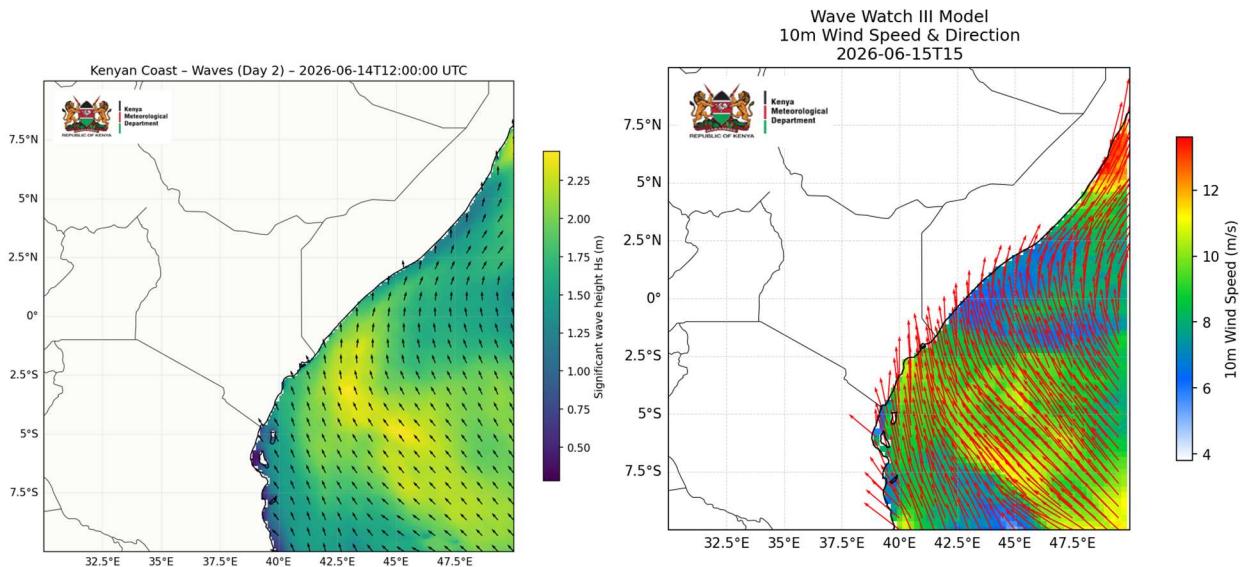 Kenyan Coast – Waves (Day 2) – 2026-06-14T12:00:00 UTC
Kenya
Meteorological
Department
REPUBLIC OF KENYA
7.5°N
5°N
2.5°N
0°
2.5°S
5°S
7.5°S
32.5°E 35°E 37.5°E 40°E 42.5°E 45°E 47.5°E
2.25
2.00
1.75
1.50
1.25
1.00
0.75
0.50
Significant wave height Hs (m)
Wave Watch III Model
10m Wind Speed & Direction
2026-06-15T15
Kenya
Meteorological
Department
REPUBLIC OF KENYA
7.5°N
5°N
2.5°N
0°
2.5°S
5°S
7.5°S
32.5°E 35°E 37.5°E 40°E 42.5°E 45°E 47.5°E
12
10
8
6
4
10m Wind Speed (m/s)